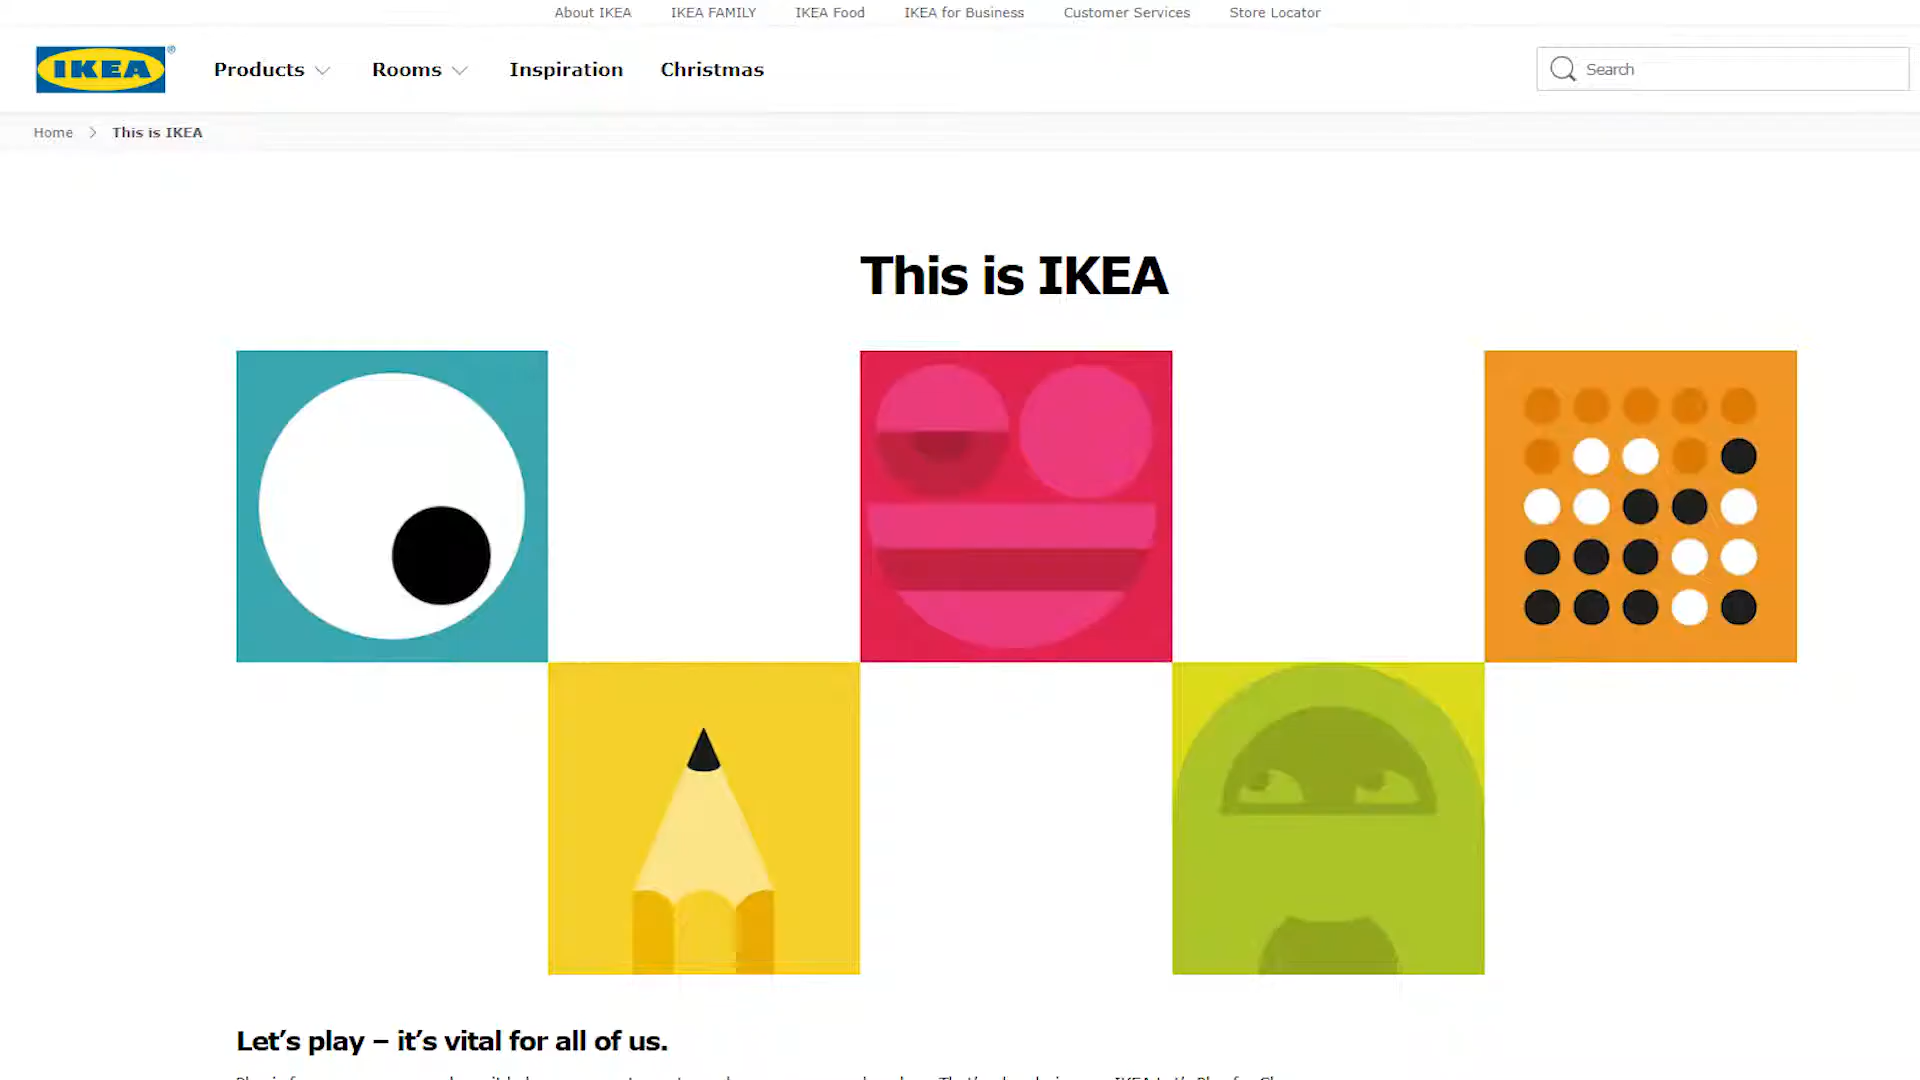 About IKEA IKEA FAMILY IKEA Food IKEA for Business Customer Services Store Locator
IKEA ® Products Rooms Inspiration Christmas Search
Home This is IKEA
This is IKEA
Let’s play – it’s vital for all of us.